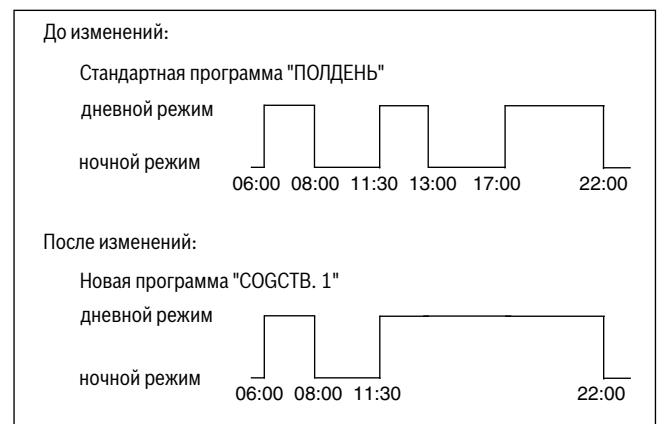 До изменений:
Стандартная программа "ПОЛДЕНЬ"
дневной режим
ночной режим
06:00 08:00 11:30 13:00 17:00 22:00
После изменений:
Новая программа "COGCTB. 1"
дневной режим
ночной режим
06:00 08:00 11:30 22:00